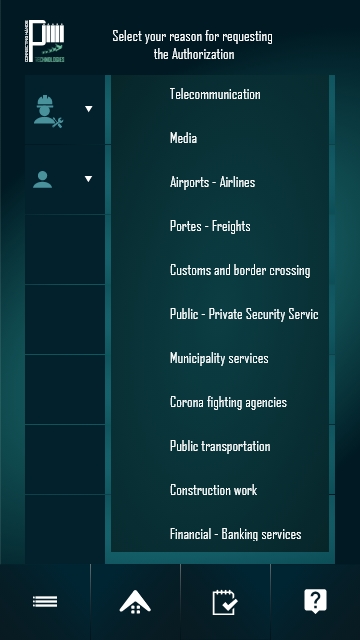 CONNECTING HANDS
TECHNOLOGIES
Select your reason for requesting
the Authorization
Telecommunication
Media
Airports - Airlines
Portes - Freights
Customs and border crossing
Public - Private Security Servic
Municipality services
Corona fighting agencies
Public transportation
Construction work
Financial - Banking services